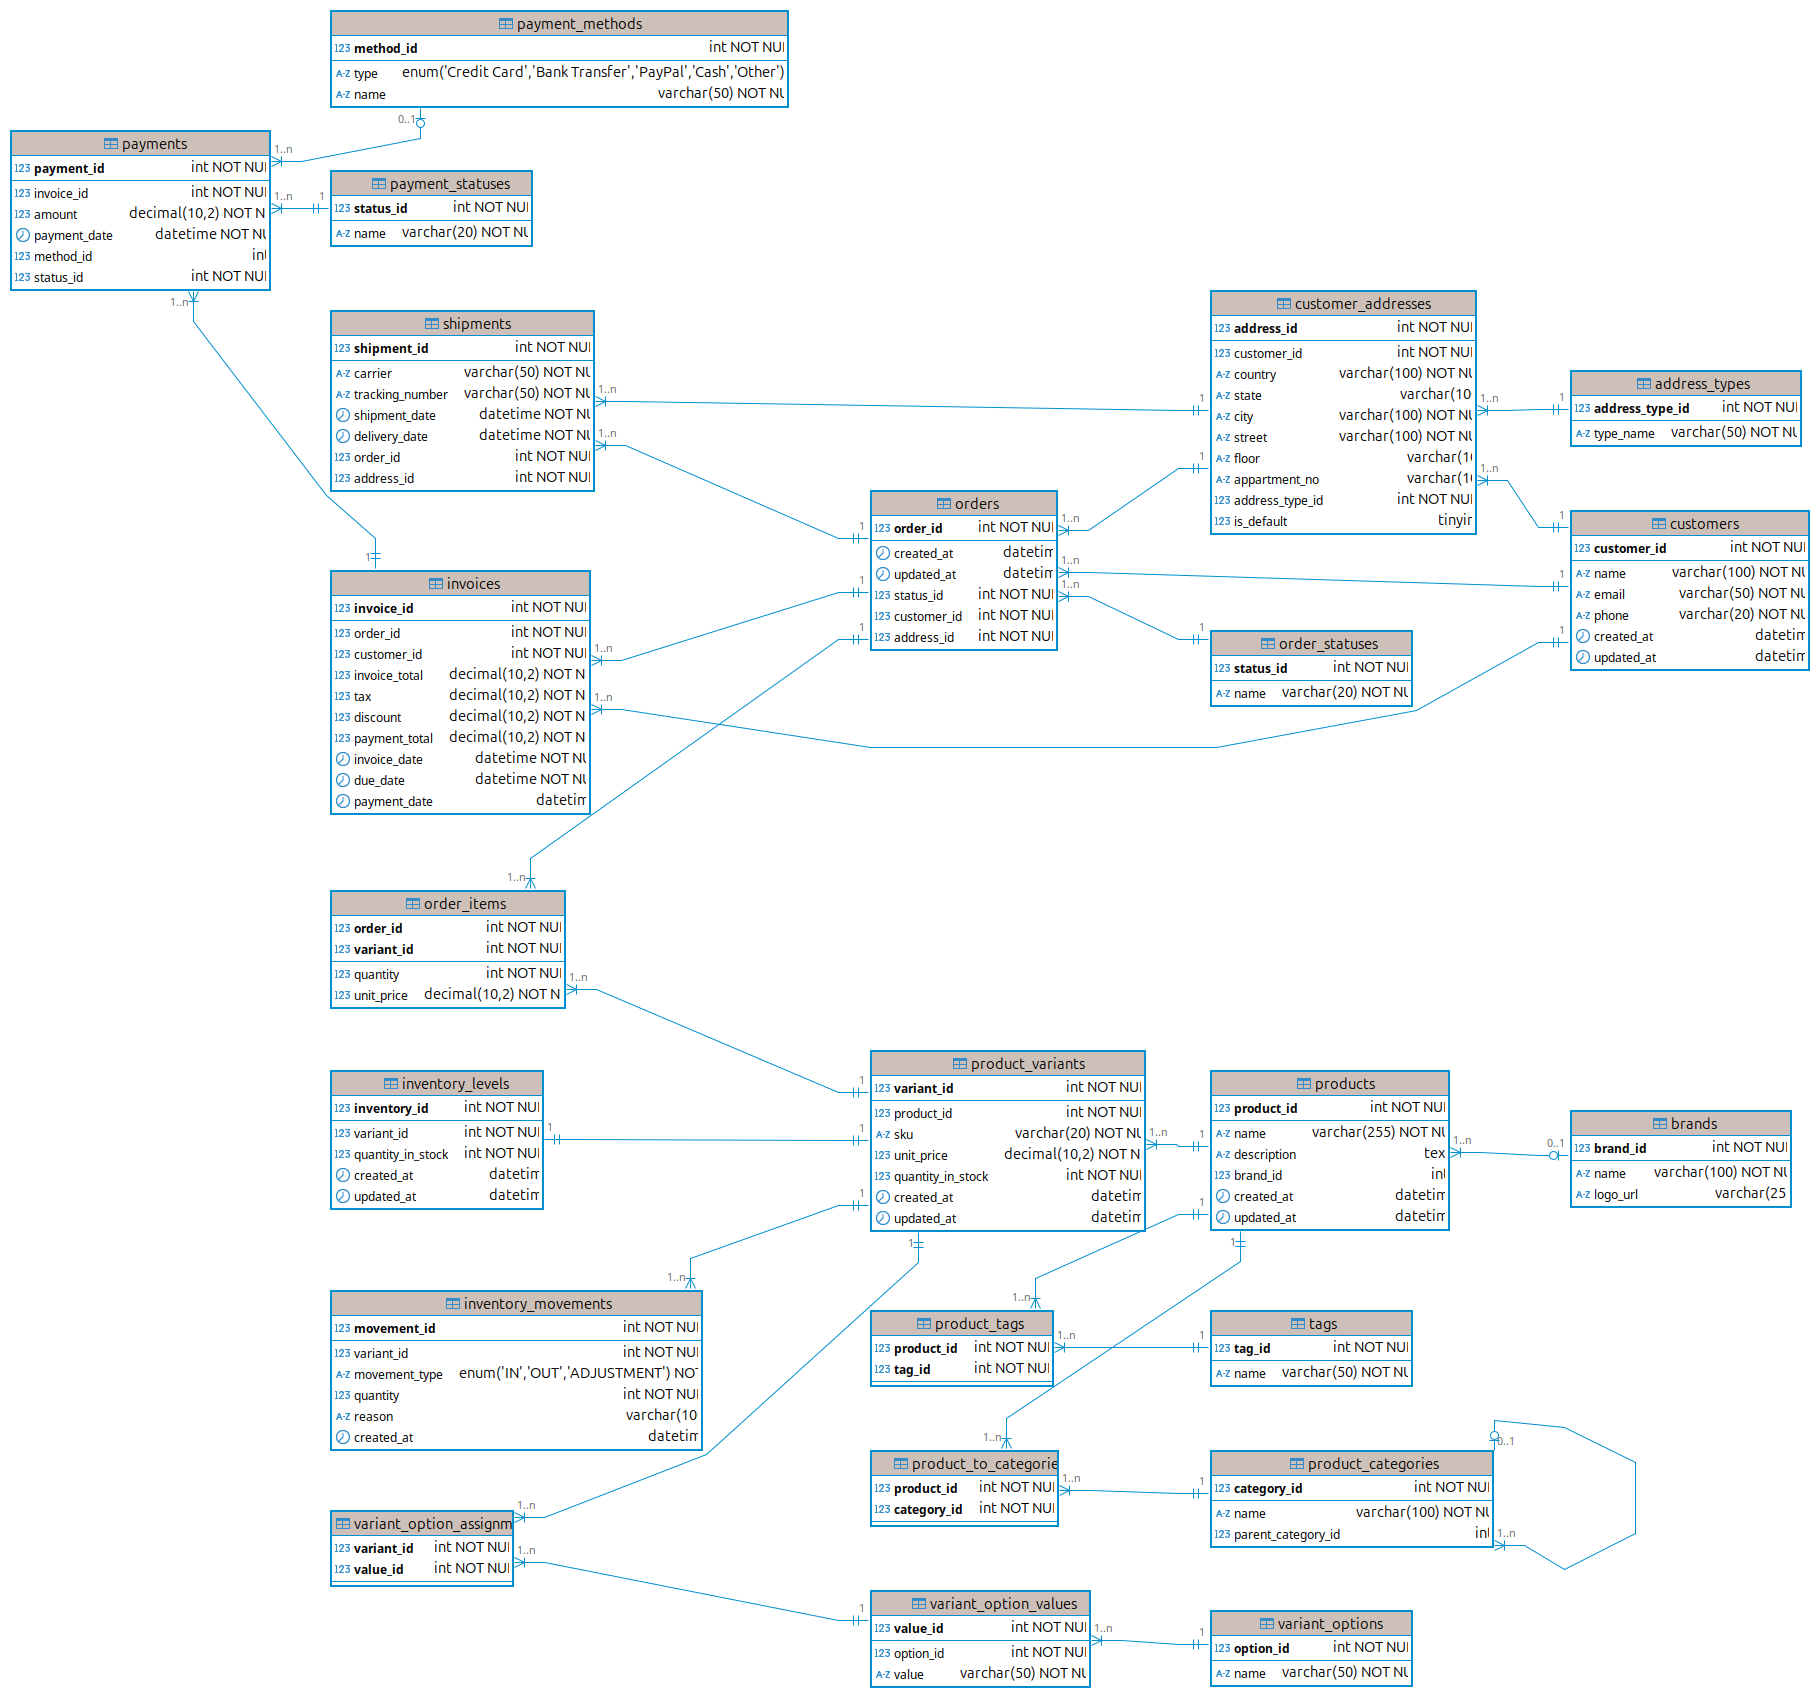 payment_methods
123 method_id int NOT NUI
A-Z type enum('Credit Card','Bank Transfer','PayPal','Cash','Other')
A-Z name varchar(50) NOT NU
0..1
payments
123 payment_id int NOT NUI
123 invoice_id int NOT NUI
123 amount decimal(10,2) NOT N
payment_date datetime NOT NU
123 method_id int
123 status_id int NOT NUI
1..n
1..n
1
1..n
payment_statuses
123 status_id int NOT NUI
A-Z name varchar(20) NOT NU
shipments
123 shipment_id int NOT NUI
A-Z carrier varchar(50) NOT NU
A-Z tracking_number varchar(50) NOT NU
shipment_date datetime NOT NU
delivery_date datetime NOT NU
123 order_id int NOT NUI
123 address_id int NOT NUI
1..n
1..n
customer_addresses
123 address_id int NOT NUI
123 customer_id int NOT NUI
A-Z country varchar(100) NOT NU
A-Z state varchar(10
A-Z city varchar(100) NOT NU
A-Z street varchar(100) NOT NU
A-Z floor varchar(1(
A-Z appartment_no varchar(1(
123 address_type_id int NOT NUI
123 is_default tinyir
1
1
1..n
1
1..n
1
address_types
123 address_type_id int NOT NUI
A-Z type_name varchar(50) NOT NU
orders
123 order_id int NOT NUI
created_at datetim
updated_at datetim
123 status_id int NOT NUI
123 customer_id int NOT NUI
123 address_id int NOT NUI
1
1
1
1..n
1..n
1..n
customers
123 customer_id int NOT NUI
A-Z name varchar(100) NOT NU
A-Z email varchar(50) NOT NU
A-Z phone varchar(20) NOT NU
created_at datetim
updated_at datetim
1
1
1
order_statuses
123 status_id int NOT NUI
A-Z name varchar(20) NOT NU
1
invoices
123 invoice_id int NOT NUI
123 order_id int NOT NUI
123 customer_id int NOT NUI
123 invoice_total decimal(10,2) NOT N
123 tax decimal(10,2) NOT N
123 discount decimal(10,2) NOT N
123 payment_total decimal(10,2) NOT N
invoice_date datetime NOT NU
due_date datetime NOT NU
payment_date datetim
1..n
1..n
1..n
order_items
123 order_id int NOT NUI
123 variant_id int NOT NUI
123 quantity int NOT NUI
123 unit_price decimal(10,2) NOT N
1..n
inventory_levels
123 inventory_id int NOT NUI
123 variant_id int NOT NUI
123 quantity_in_stock int NOT NUI
created_at datetim
updated_at datetim
1
1
1
1
product_variants
123 variant_id int NOT NUI
123 product_id int NOT NUI
A-Z sku varchar(20) NOT NU
123 unit_price decimal(10,2) NOT N
123 quantity_in_stock int NOT NUI
created_at datetim
updated_at datetim
1
1..n
1
1
products
123 product_id int NOT NUI
A-Z name varchar(255) NOT NU
A-Z description tex
123 brand_id int
created_at datetim
updated_at datetim
1
1..n
0..1
brands
123 brand_id int NOT NUI
A-Z name varchar(100) NOT NU
A-Z logo_url varchar(25
1..n
inventory_movements
123 movement_id int NOT NUI
123 variant_id int NOT NUI
A-Z movement_type enum('IN','OUT','ADJUSTMENT') NOT
123 quantity int NOT NUI
A-Z reason varchar(10
created_at datetim
1..n
product_tags
123 product_id int NOT NUI
123 tag_id int NOT NUI
1..n
1
tags
123 tag_id int NOT NUI
A-Z name varchar(50) NOT NU
1..n
product_to_categorie
123 product_id int NOT NUI
123 category_id int NOT NUI
1..n
1
product_categories
123 category_id int NOT NUI
A-Z name varchar(100) NOT NU
123 parent_category_id int
0..1
1..n
variant_option_assignm
123 variant_id int NOT NUI
123 value_id int NOT NUI
1..n
1..n
1
variant_option_values
123 value_id int NOT NUI
123 option_id int NOT NUI
A-Z value varchar(50) NOT NU
1..n
1
variant_options
123 option_id int NOT NUI
A-Z name varchar(50) NOT NU